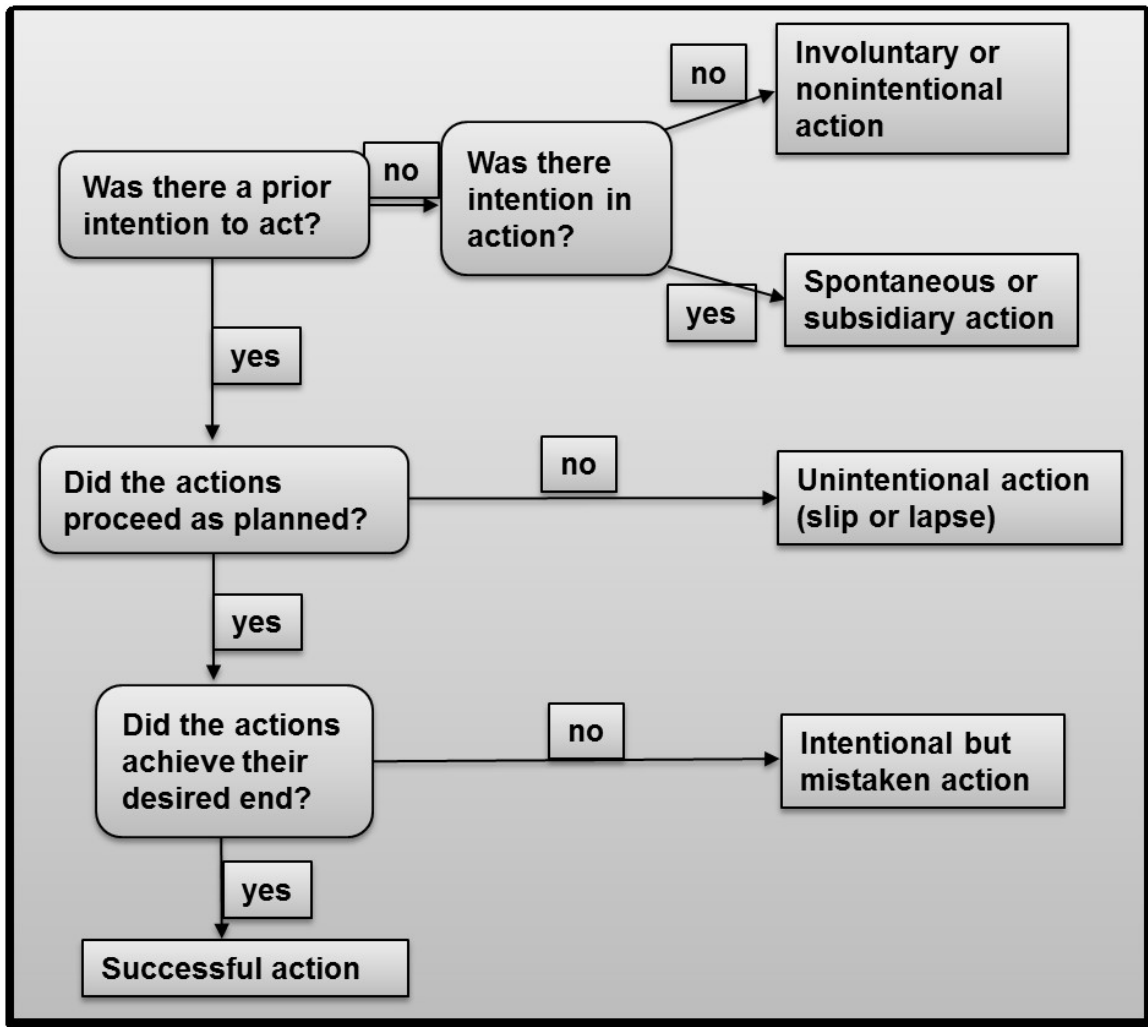 Was there a prior
intention to act?
no
Was there
intention in
action?
no
Involuntary or
nonintentional
action
yes
Spontaneous or
subsidiary action
yes
Did the actions
proceed as planned?
no
Unintentional action
(slip or lapse)
yes
Did the actions
achieve their
desired end?
no
Intentional but
mistaken action
yes
Successful action